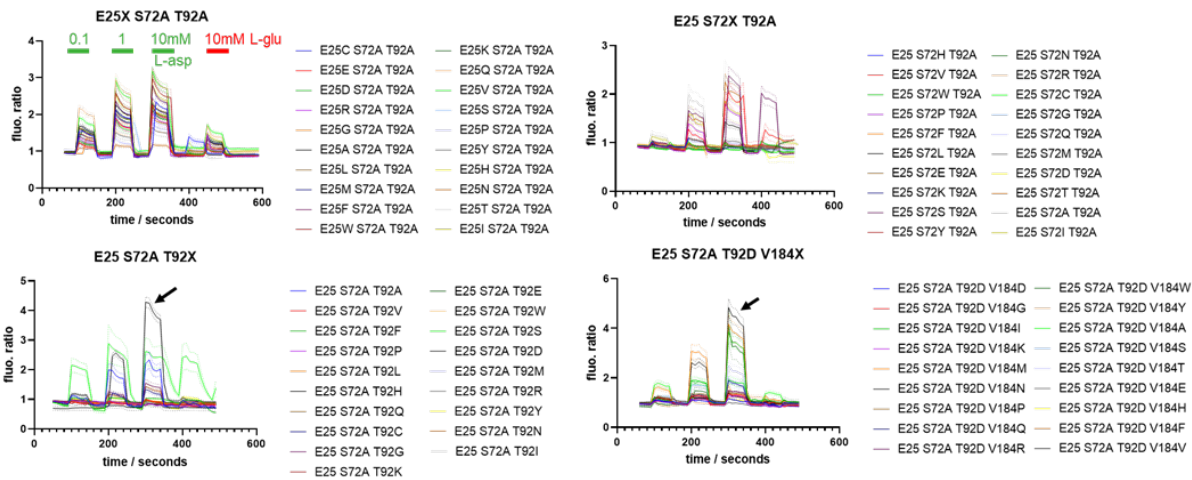 E25X S72A T92A
0.1 1 10mM 10mM L-glu
L-asp
fluo. ratio
4
3
2
1
0
0 200 400 600
time / seconds
E25C S72A T92A E25K S72A T92A
E25E S72A T92A E25Q S72A T92A
E25D S72A T92A E25V S72A T92A
E25R S72A T92A E25S S72A T92A
E25G S72A T92A E25P S72A T92A
E25A S72A T92A E25Y S72A T92A
E25L S72A T92A E25H S72A T92A
E25M S72A T92A E25N S72A T92A
E25F S72A T92A E25T S72A T92A
E25W S72A T92A E25I S72A T92A
E25 S72X T92A
fluo. ratio
3
2
1
0
0 200 400 600
time / seconds
E25 S72H T92A E25 S72N T92A
E25 S72V T92A E25 S72R T92A
E25 S72W T92A E25 S72C T92A
E25 S72P T92A E25 S72G T92A
E25 S72F T92A E25 S72Q T92A
E25 S72L T92A E25 S72M T92A
E25 S72E T92A E25 S72D T92A
E25 S72K T92A E25 S72T T92A
E25 S72S T92A E25 S72A T92A
E25 S72Y T92A E25 S72I T92A
E25 S72A T92X
fluo. ratio
5
4
3
2
1
0
0 200 400 600
time / seconds
E25 S72A T92A E25 S72A T92E
E25 S72A T92V E25 S72A T92W
E25 S72A T92F E25 S72A T92S
E25 S72A T92P E25 S72A T92D
E25 S72A T92L E25 S72A T92M
E25 S72A T92H E25 S72A T92R
E25 S72A T92Q E25 S72A T92Y
E25 S72A T92C E25 S72A T92N
E25 S72A T92G E25 S72A T92I
E25 S72A T92K
E25 S72A T92D V184X
fluo. ratio
6
4
2
0
0 200 400 600
time / seconds
E25 S72A T92D V184D E25 S72A T92D V184W
E25 S72A T92D V184G E25 S72A T92D V184Y
E25 S72A T92D V184I E25 S72A T92D V184A
E25 S72A T92D V184K E25 S72A T92D V184S
E25 S72A T92D V184M E25 S72A T92D V184T
E25 S72A T92D V184N E25 S72A T92D V184E
E25 S72A T92D V184P E25 S72A T92D V184H
E25 S72A T92D V184Q E25 S72A T92D V184F
E25 S72A T92D V184R E25 S72A T92D V184V